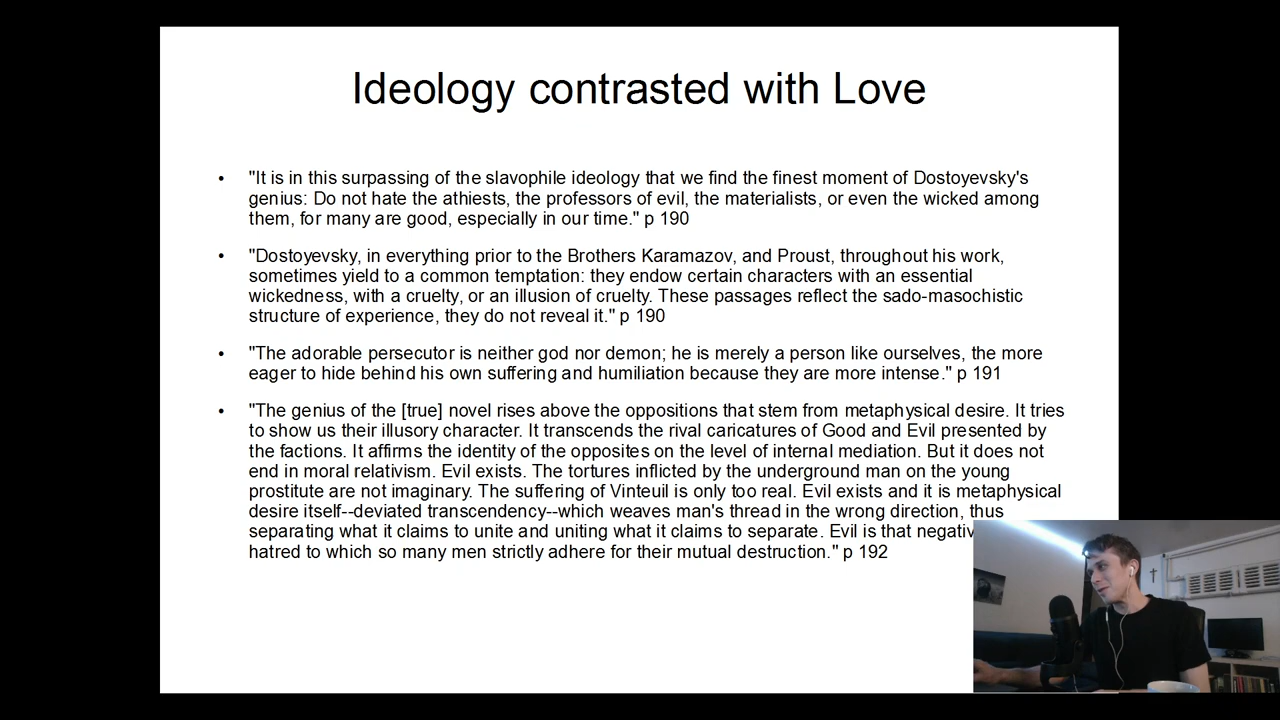 Ideology contrasted with Love
• "It is in this surpassing of the slavophile ideology that we find the finest moment of Dostoyevsky's
genius: Do not hate the athiests, the professors of evil, the materialists, or even the wicked among
them, for many are good, especially in our time." p 190
• "Dostoyevsky, in everything prior to the Brothers Karamazov, and Proust, throughout his work,
sometimes yield to a common temptation: they endow certain characters with an essential
wickedness, with a cruelty, or an illusion of cruelty. These passages reflect the sado-masochistic
structure of experience, they do not reveal it." p 190
• "The adorable persecutor is neither god nor demon; he is merely a person like ourselves, the more
eager to hide behind his own suffering and humiliation because they are more intense." p 191
• "The genius of the [true] novel rises above the oppositions that stem from metaphysical desire. It tries
to show us their illusory character. It transcends the rival caricatures of Good and Evil presented by
the factions. It affirms the identity of the opposites on the level of internal mediation. But it does not
end in moral relativism. Evil exists. The tortures inflicted by the underground man on the young
prostitute are not imaginary. The suffering of Vinteuil is only too real. Evil exists and it is metaphysical
desire itself--deviated transcendency--which weaves man's thread in the wrong direction, thus
separating what it claims to unite and uniting what it claims to separate. Evil is that
hatred to which so many men strictly adhere for their mutual destruction." p 192